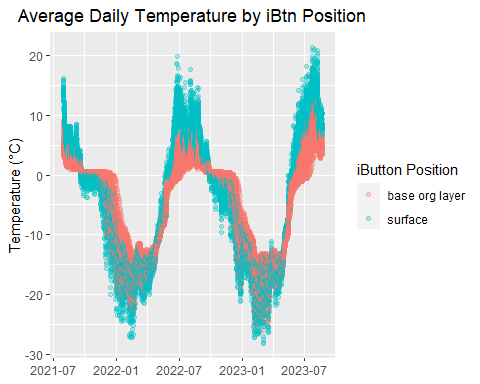 Average Daily Temperature by iBtn Position
Temperature (°C)
20
10
0
-10
-20
-30
2021-07
2022-01
2022-07
2023-01
2023-07
iButton Position
base org layer
surface